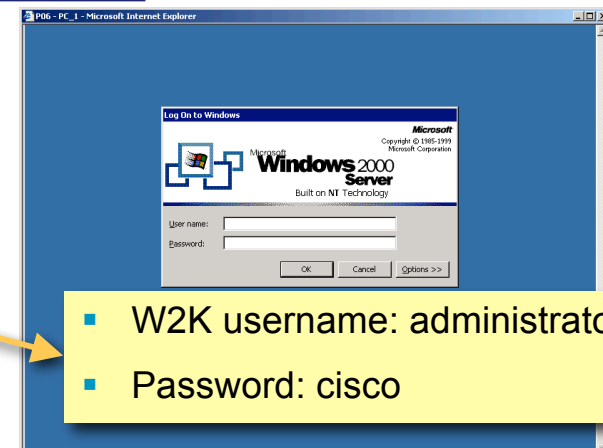 P06 - PC_1 - Microsoft Internet Explorer
Log On to Windows
Microsoft
Copyright © 1985-1999
Microsoft Corporation
Microsoft
Windows 2000
Server
Built on NT Technology
User name:
Password:
OK Cancel Options >>
▪ W2K username: administrato
▪ Password: cisco